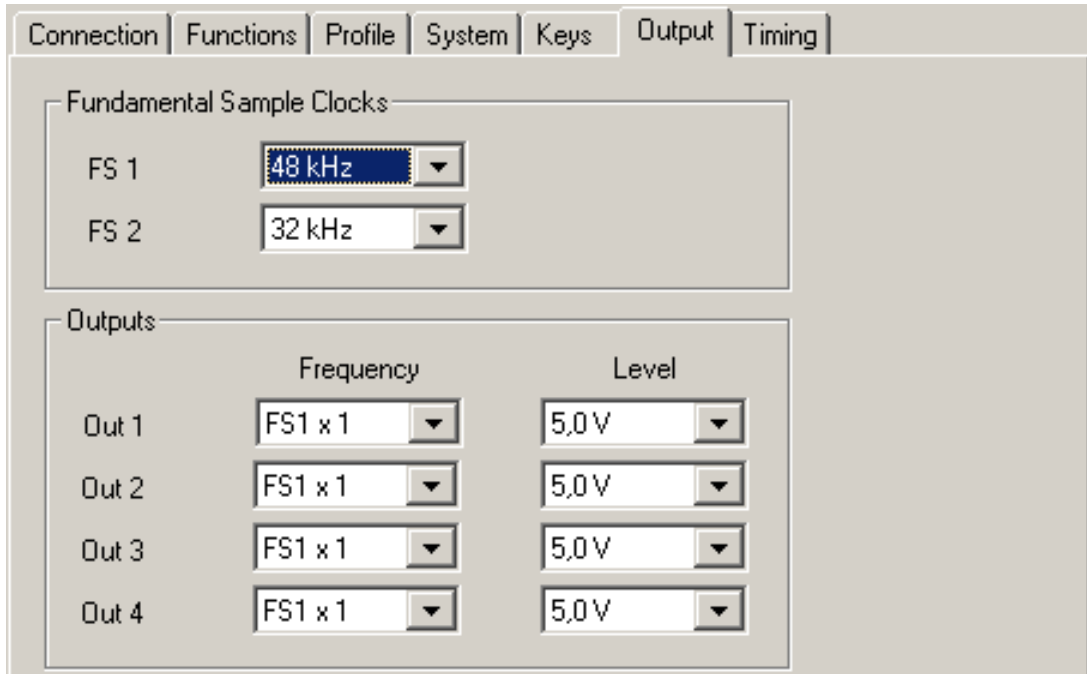 Connection Functions Profile System Keys Output Timing
Fundamental Sample Clocks
FS 1 48 kHz
FS 2 32 kHz
Outputs
Frequency Level
Out 1 FS1 x 1 5,0 V
Out 2 FS1 x 1 5,0 V
Out 3 FS1 x 1 5,0 V
Out 4 FS1 x 1 5,0 V